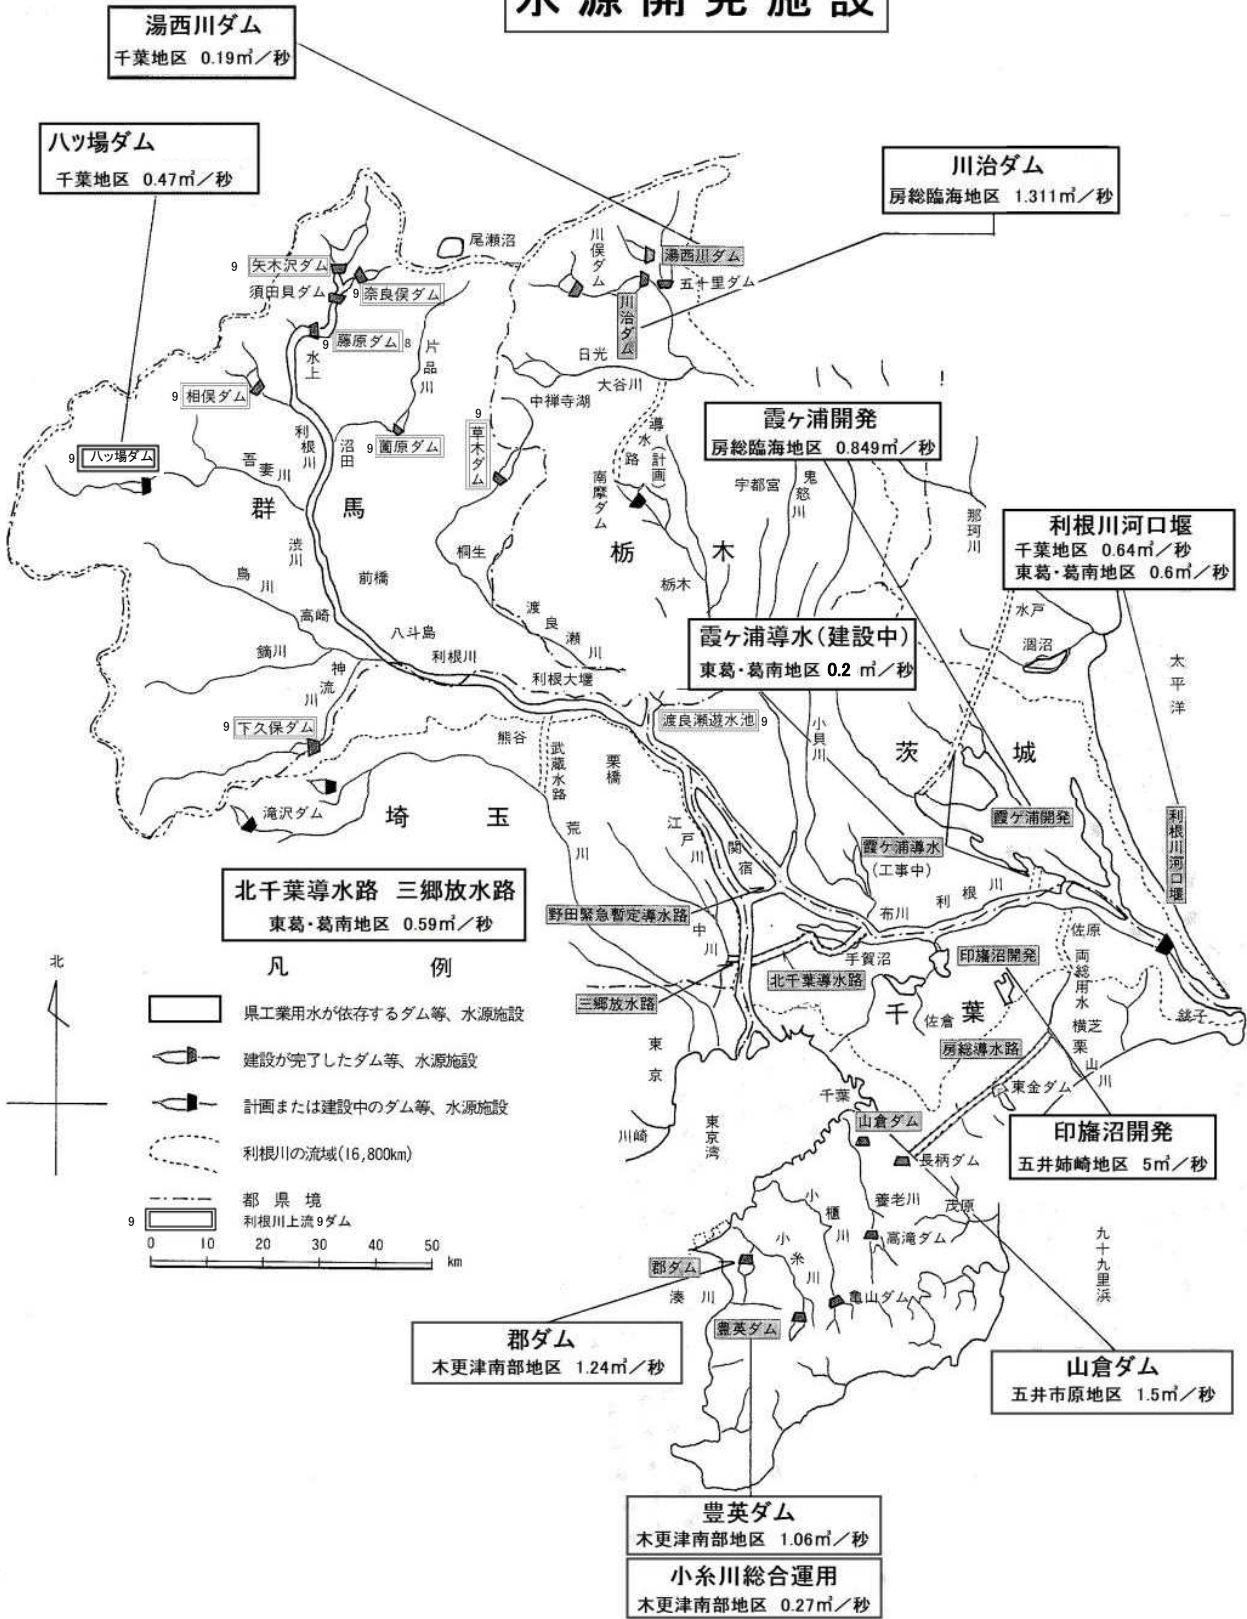 水源開発施設
湯西川ダム
千葉地区 0.19㎥／秒
八ッ場ダム
千葉地区 0.47㎥／秒
川治ダム
房総臨海地区 1.311㎥／秒
尾瀬沼
川俣ダム
湯西川ダム
五十里ダム
川治ダム
9 矢木沢ダム
須田貝ダム
9 奈良俣ダム
9 藤原ダム 8
水上
片品川
9 相俣ダム
利根川
沼田
9 薗原ダム
9
草木ダム
日光
大谷川
中禅寺湖
導水路(計画)
南摩ダム
9 八ッ場ダム
吾妻川
群馬
栃木
宇都宮
鬼怒川
那珂川
霞ヶ浦開発
房総臨海地区 0.849㎥／秒
利根川河口堰
千葉地区 0.64㎥／秒
東葛・葛南地区 0.6㎥／秒
渋川
烏川
前橋
桐生
栃木
高崎
八斗島
渡良瀬川
鏑川
神流川
利根川
利根大堰
霞ヶ浦導水(建設中)
東葛・葛南地区 0.2 ㎥／秒
水戸
涸沼
太平洋
9 下久保ダム
熊谷
武蔵水路
栗橋
渡良瀬遊水池 9
小貝川
茨城
滝沢ダム
埼玉
荒川
江戸川
関宿
霞ケ浦開発
霞ケ浦導水
(工事中)
利根川河口堰
北千葉導水路 三郷放水路
東葛・葛南地区 0.59㎥／秒
野田緊急暫定導水路
中川
布川
利根川
佐原
手賀沼
印旛沼開発
北千葉導水路
両総用水
三郷放水路
千葉
佐倉
横芝
栗山川
銚子
房総導水路
東金ダム
北
凡例
県工業用水が依存するダム等、水源施設
建設が完了したダム等、水源施設
計画または建設中のダム等、水源施設
利根川の流域(16,800km)
都県境
9 利根川上流9ダム
0 10 20 30 40 50
km
東京
川崎
東京湾
千葉
山倉ダム
長柄ダム
印旛沼開発
五井姉崎地区 5㎥／秒
養老川
茂原
小櫃川
高滝ダム
小糸川
九十九里浜
郡ダム
湊川
亀山ダム
豊英ダム
郡ダム
木更津南部地区 1.24㎥／秒
山倉ダム
五井市原地区 1.5㎥／秒
豊英ダム
木更津南部地区 1.06㎥／秒
小糸川総合運用
木更津南部地区 0.27㎥／秒